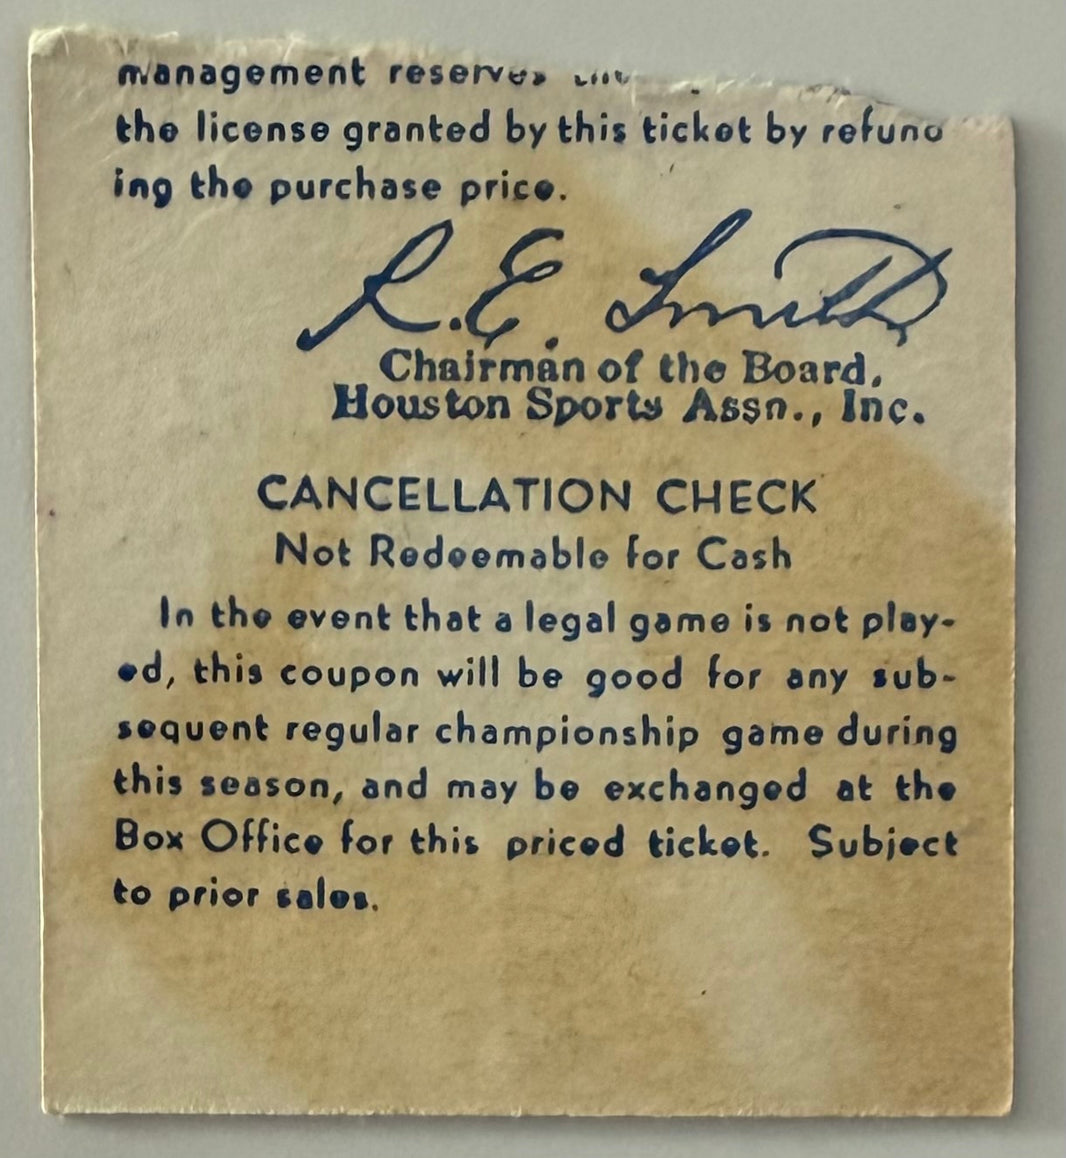 management reserves
the license granted by this ticket by refund
ing the purchase price.
R.E. Smith
Chairman of the Board,
Houston Sports Assn., Inc.
CANCELLATION CHECK
Not Redeemable for Cash
In the event that a legal game is not play-
ed, this coupon will be good for any sub-
sequent regular championship game during
this season, and may be exchanged at the
Box Office for this priced ticket. Subject
to prior sales.